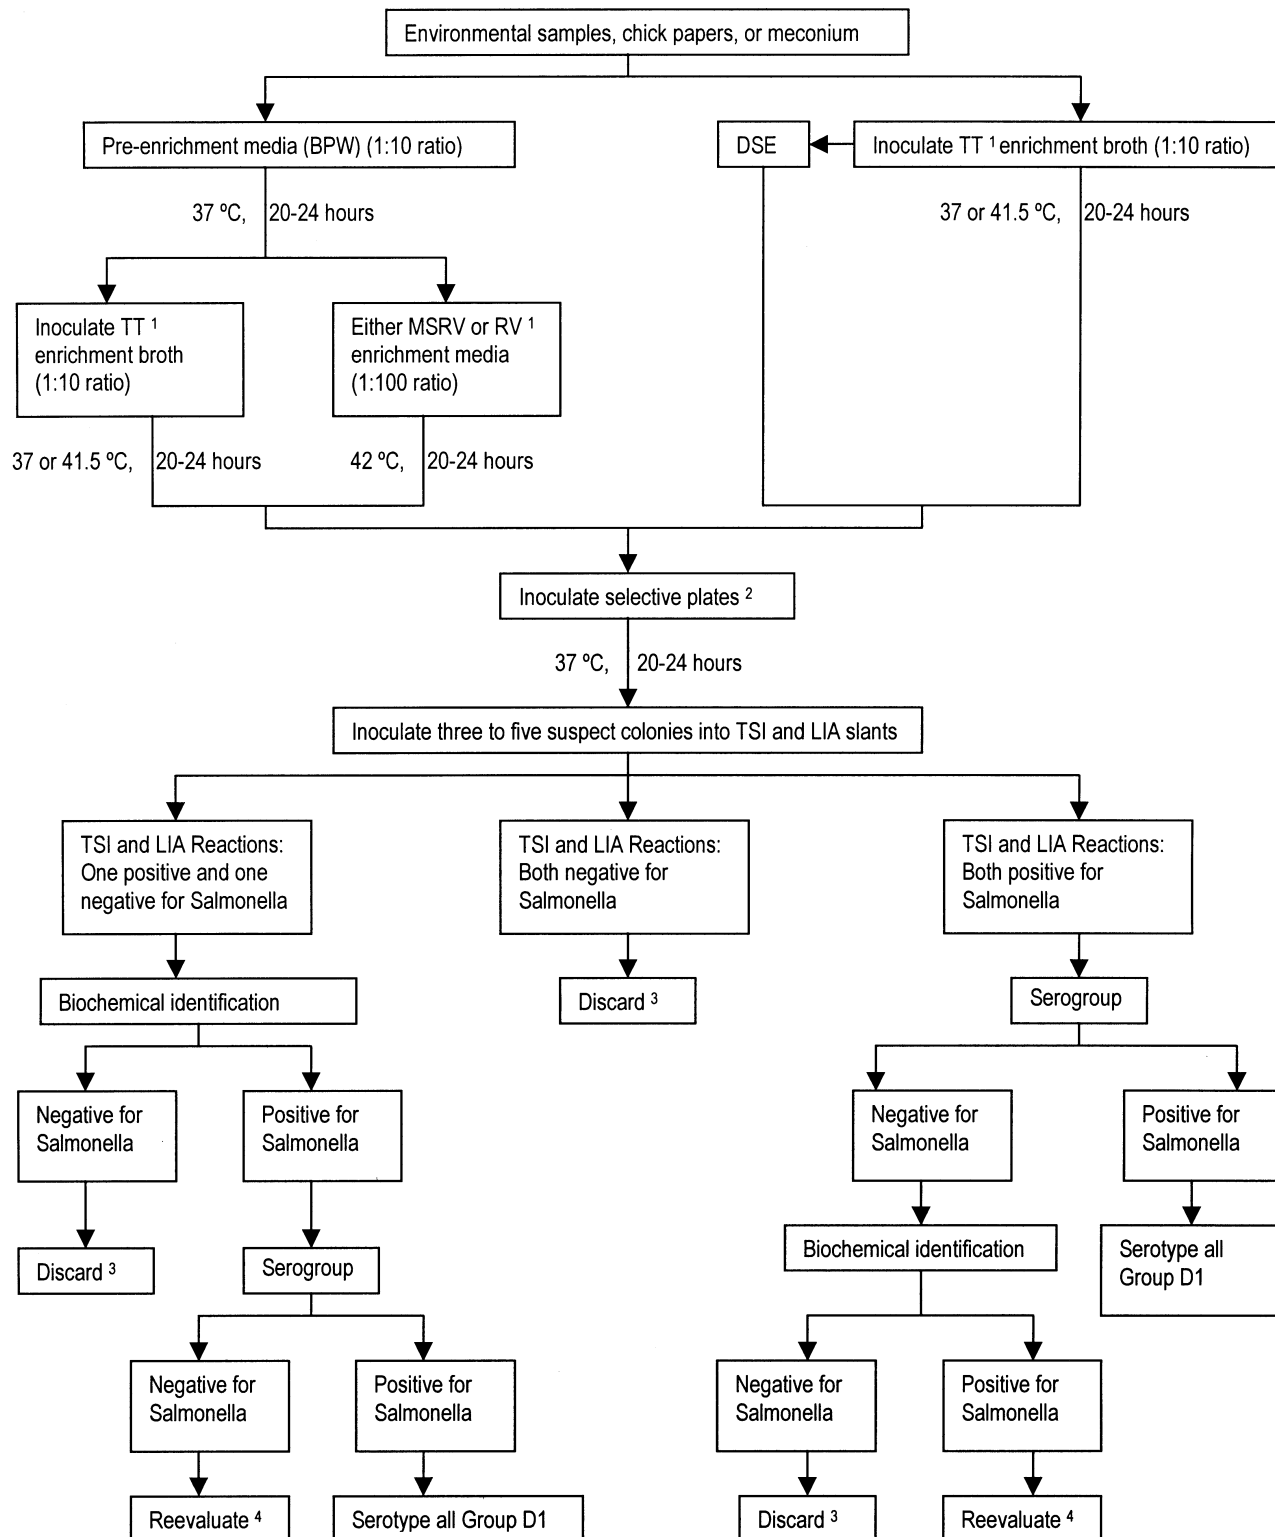 Environmental samples, chick papers, or meconium
Pre-enrichment media (BPW) (1:10 ratio)
DSE
Inoculate TT ¹ enrichment broth (1:10 ratio)
37 ºC, 20-24 hours
37 or 41.5 ºC, 20-24 hours
Inoculate TT ¹
enrichment broth
(1:10 ratio)
Either MSRV or RV ¹
enrichment media
(1:100 ratio)
37 or 41.5 ºC, 20-24 hours
42 ºC, 20-24 hours
Inoculate selective plates ²
37 ºC, 20-24 hours
Inoculate three to five suspect colonies into TSI and LIA slants
TSI and LIA Reactions:
One positive and one
negative for Salmonella
TSI and LIA Reactions:
Both negative for
Salmonella
TSI and LIA Reactions:
Both positive for
Salmonella
Biochemical identification
Discard ³
Serogroup
Negative for
Salmonella
Positive for
Salmonella
Negative for
Salmonella
Positive for
Salmonella
Discard ³
Serogroup
Biochemical identification
Serotype all
Group D1
Negative for
Salmonella
Positive for
Salmonella
Negative for
Salmonella
Positive for
Salmonella
Reevaluate ⁴
Serotype all Group D1
Discard ³
Reevaluate ⁴